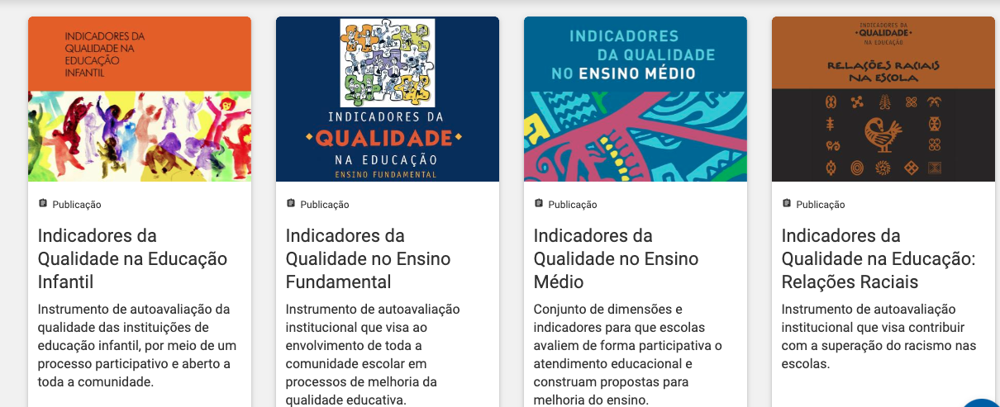 INDICADORES DA
QUALIDADE NA
EDUCAÇÃO
INFANTIL
Publicação
Indicadores da
Qualidade na Educação
Infantil
Instrumento de autoavaliação da
qualidade das instituições de
educação infantil, por meio de um
processo participativo e aberto a
toda a comunidade.
INDICADORES DA
QUALIDADE
NA EDUCAÇÃO
ENSINO FUNDAMENTAL
Publicação
Indicadores da
Qualidade no Ensino
Fundamental
Instrumento de autoavaliação
institucional que visa ao
envolvimento de toda a
comunidade escolar em
processos de melhoria da
qualidade educativa.
INDICADORES
DA QUALIDADE
NO ENSINO MÉDIO
Publicação
Indicadores da
Qualidade no Ensino
Médio
Conjunto de dimensões e
indicadores para que escolas
avaliem de forma participativa o
atendimento educacional e
construam propostas para
melhoria do ensino.
INDICADORES DA
QUALIDADE
NA EDUCAÇÃO
RELAÇÕES RACIAIS
NA ESCOLA
Publicação
Indicadores da
Qualidade na Educação:
Relações Raciais
Instrumento de autoavaliação
institucional que visa contribuir
com a superação do racismo nas
escolas.